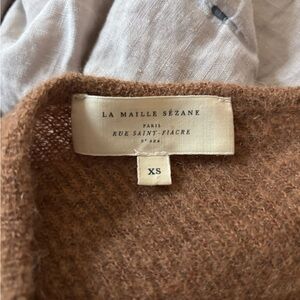 LA MAILLE SÉZANE
PARIS
RUE SAINT-FIACRE
XS